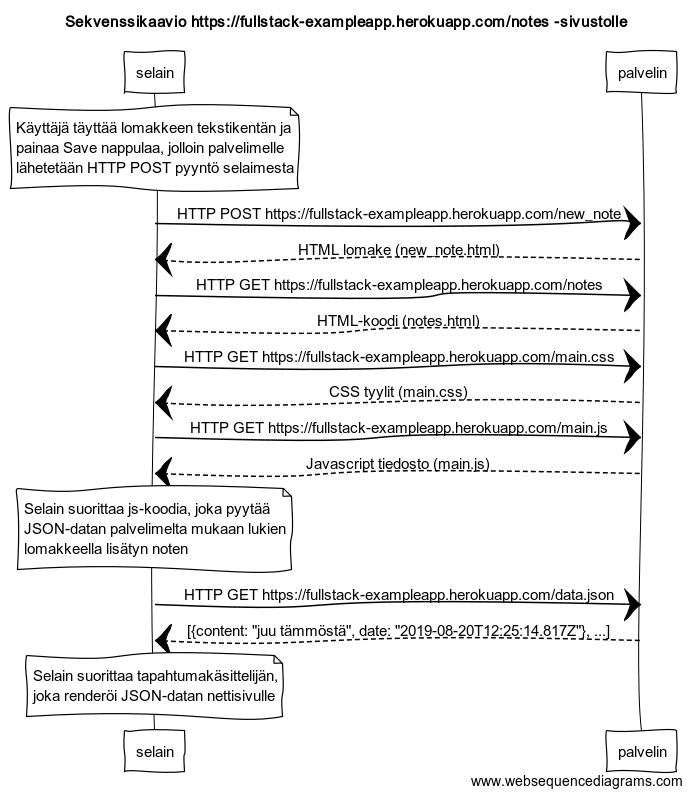 Sekvenssikaavio https://fullstack-exampleapp.herokuapp.com/notes -sivustolle
selain
palvelin
Käyttäjä täyttää lomakkeen tekstikentän ja
painaa Save nappulaa, jolloin palvelimelle
lähetetään HTTP POST pyyntö selaimesta
HTTP POST https://fullstack-exampleapp.herokuapp.com/new_note
HTML lomake (new_note.html)
HTTP GET https://fullstack-exampleapp.herokuapp.com/notes
HTML-koodi (notes.html)
HTTP GET https://fullstack-exampleapp.herokuapp.com/main.css
CSS tyylit (main.css)
HTTP GET https://fullstack-exampleapp.herokuapp.com/main.js
Javascript tiedosto (main.js)
Selain suorittaa js-koodia, joka pyytää
JSON-datan palvelimelta mukaan lukien
lomakkeella lisätyn noten
HTTP GET https://fullstack-exampleapp.herokuapp.com/data.json
[{content: "juu tämmöstä", date: "2019-08-20T12:25:14.817Z"}, ...]
Selain suorittaa tapahtumakäsittelijän,
joka renderöi JSON-datan nettisivulle
selain
palvelin
www.websequencediagrams.com